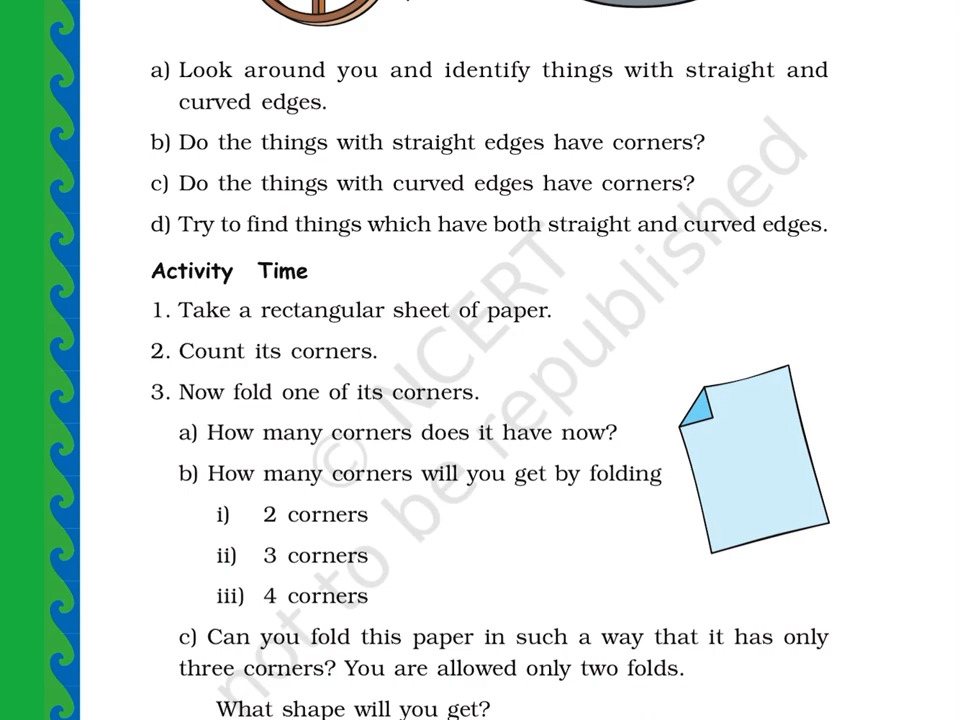 a) Look around you and identify things with straight and
curved edges.
b) Do the things with straight edges have corners?
c) Do the things with curved edges have corners?
d) Try to find things which have both straight and curved edges.
Activity Time
1. Take a rectangular sheet of paper.
2. Count its corners.
3. Now fold one of its corners.
a) How many corners does it have now?
b) How many corners will you get by folding
i) 2 corners
ii) 3 corners
iii) 4 corners
c) Can you fold this paper in such a way that it has only
three corners? You are allowed only two folds.
What shape will you get?
© NCERT
not to be republished